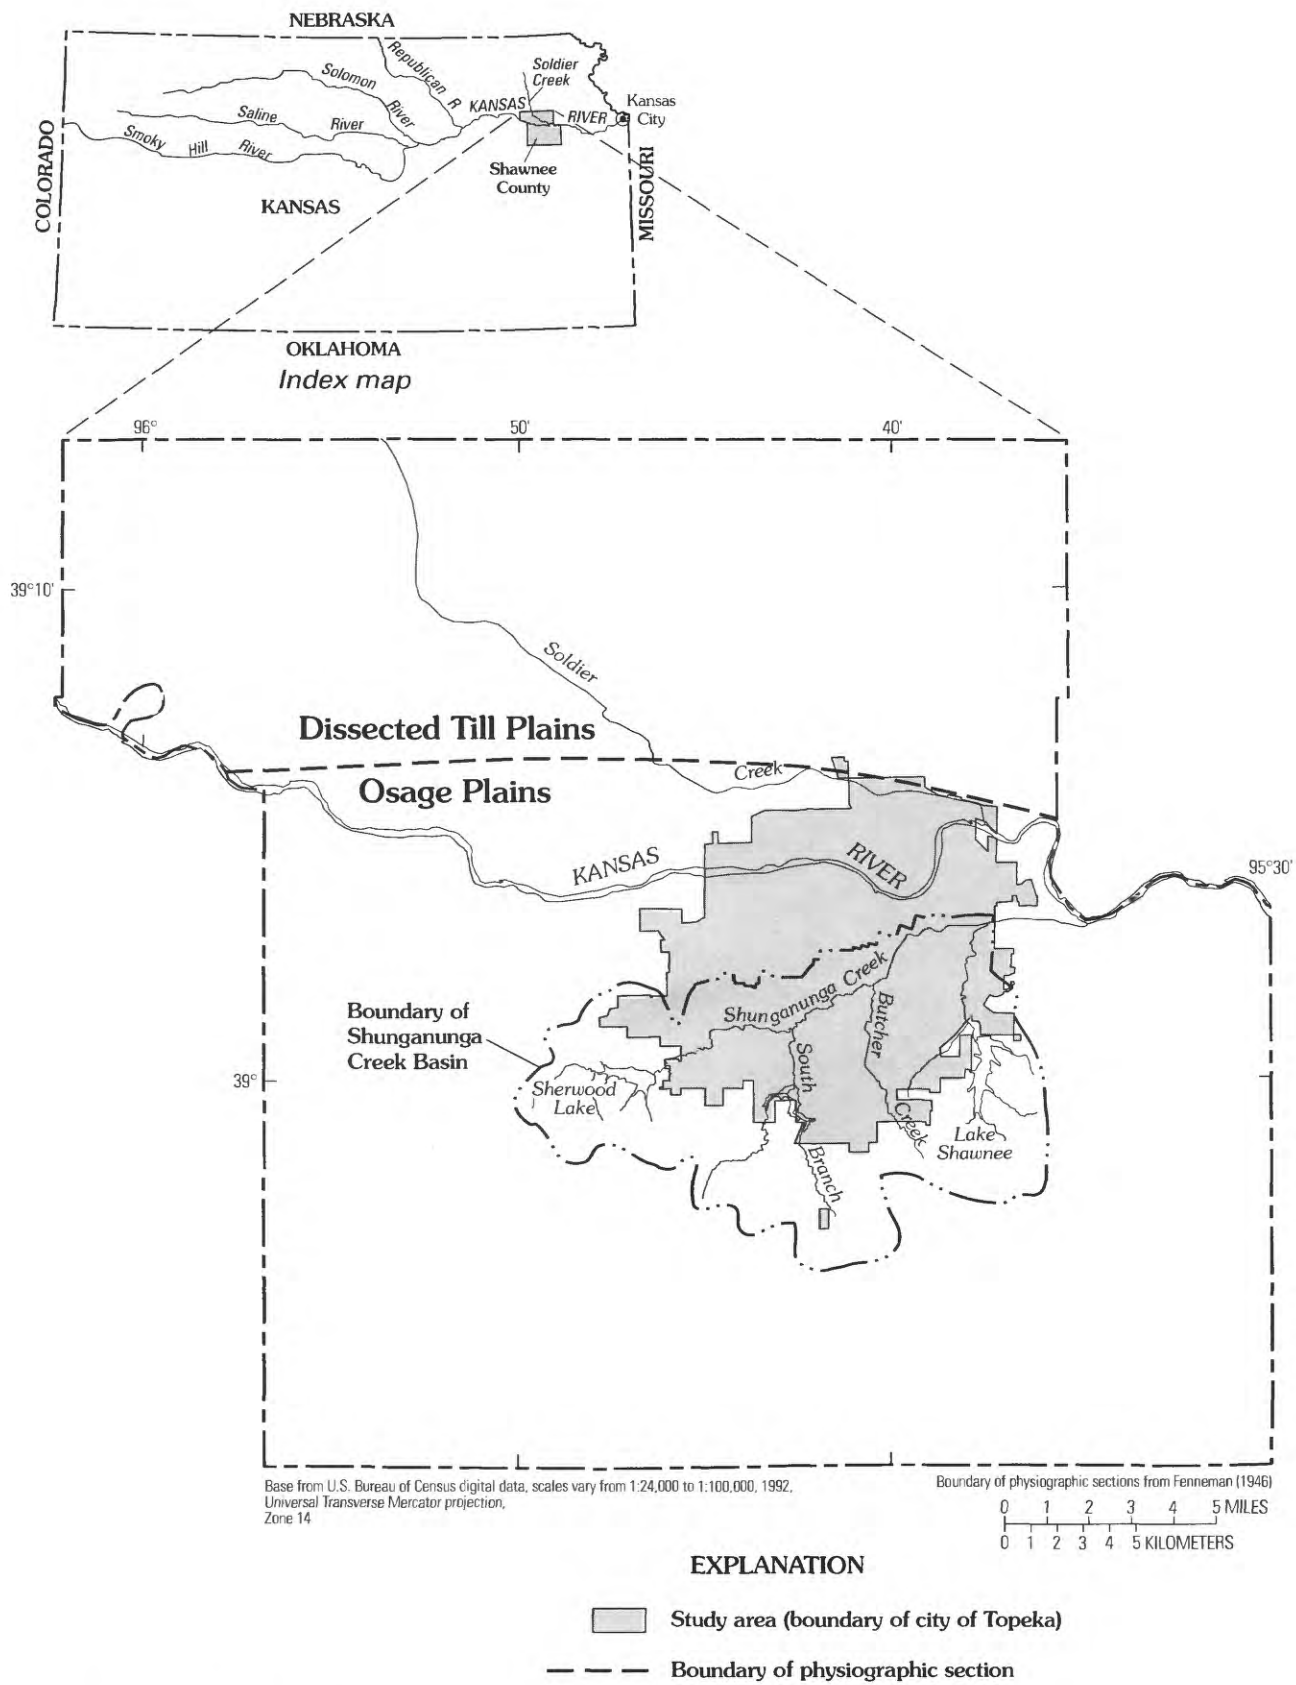 NEBRASKA
Republican R
Soldier
Creek
Solomon
River
KANSAS
RIVER
Kansas
City
Saline
River
Smoky Hill River
Shawnee
County
COLORADO
MISSOURI
KANSAS
OKLAHOMA
Index map
96°
50'
40'
39°10'
Soldier
Dissected Till Plains
Creek
Osage Plains
KANSAS
RIVER
95°30'
Boundary of
Shunganunga
Creek Basin
Shunganunga Creek
Butcher
Creek
South
Branch
39°
Sherwood
Lake
Lake
Shawnee
Base from U.S. Bureau of Census digital data, scales vary from 1:24,000 to 1:100,000, 1992,
Universal Transverse Mercator projection,
Zone 14
Boundary of physiographic sections from Fenneman (1946)
0 1 2 3 4 5 MILES
0 1 2 3 4 5 KILOMETERS
EXPLANATION
Study area (boundary of city of Topeka)
Boundary of physiographic section